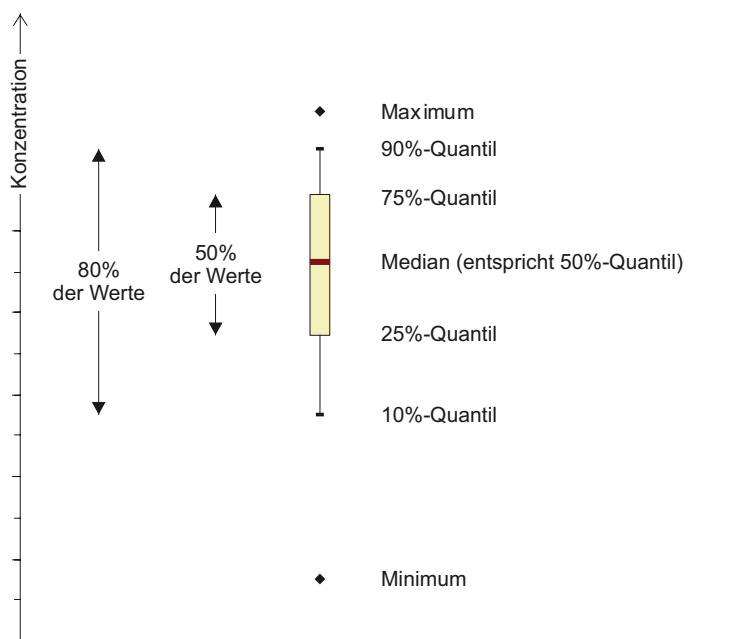 Konzentration
Maximum
90%-Quantil
75%-Quantil
50%
der Werte
Median (entspricht 50%-Quantil)
80%
der Werte
25%-Quantil
10%-Quantil
Minimum